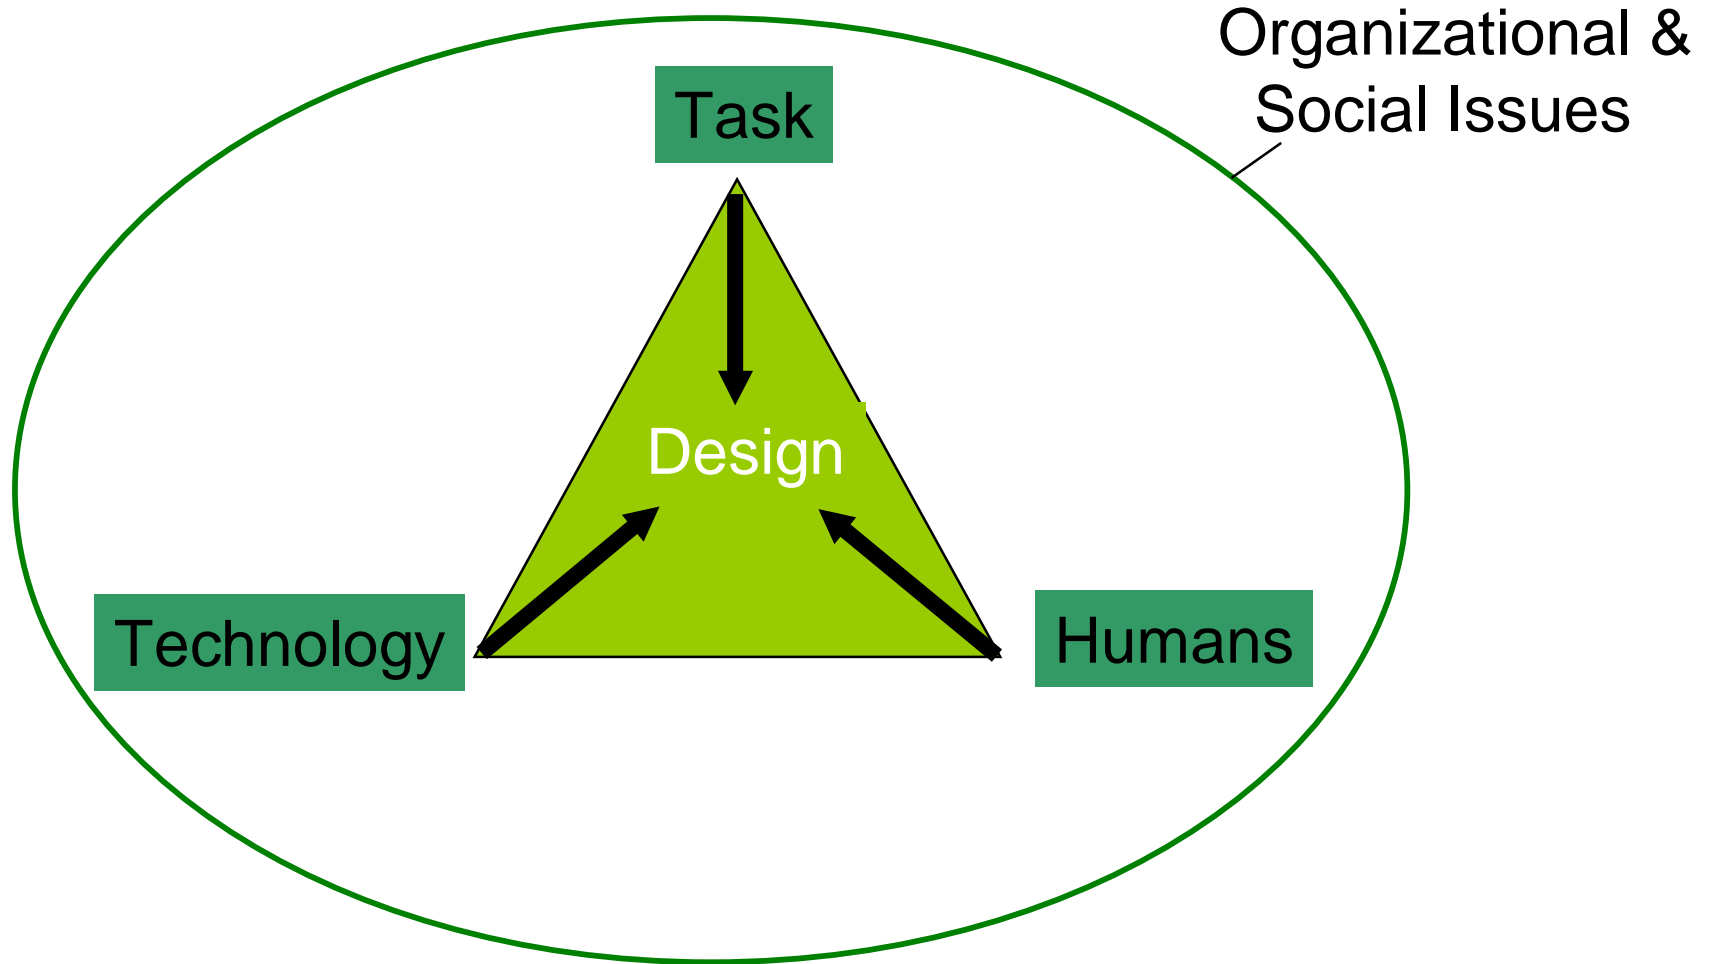 Organizational &
Social Issues
Task
Design
Technology
Humans